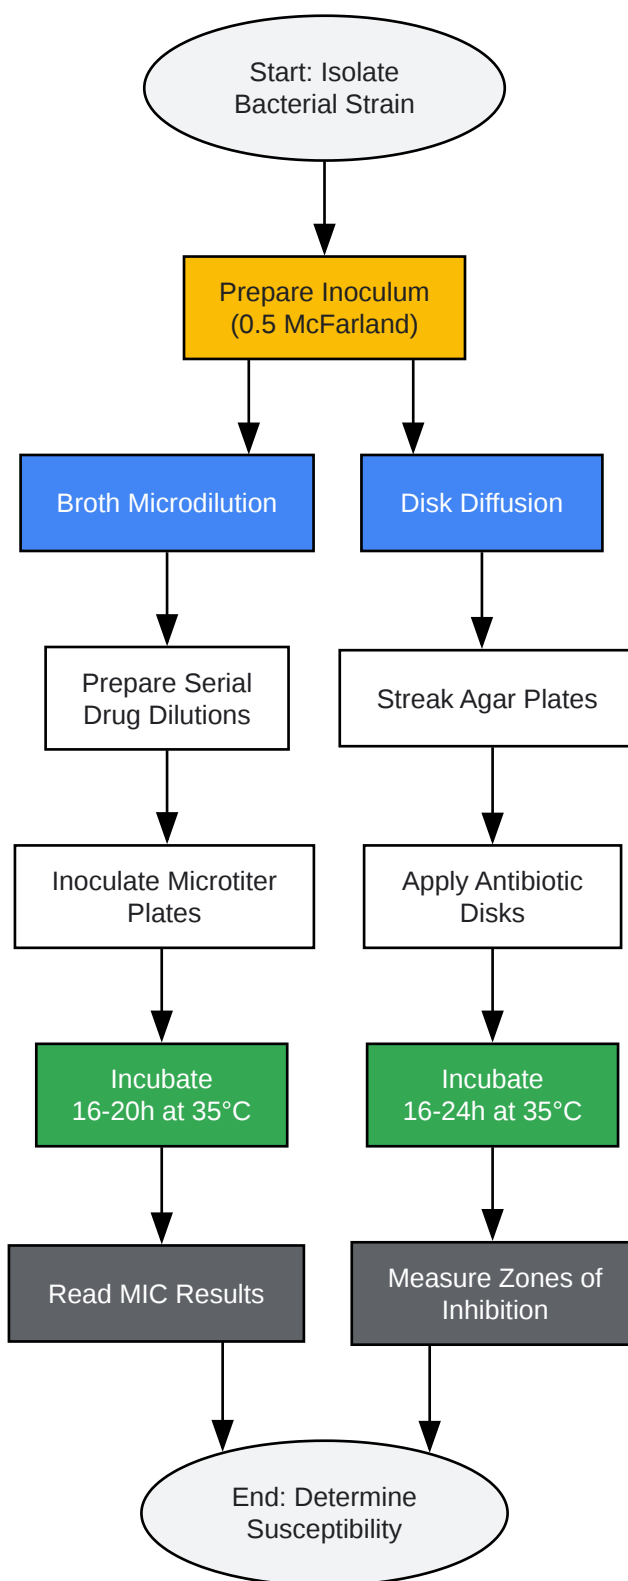 Start: Isolate
Bacterial Strain
Prepare Inoculum
(0.5 McFarland)
Broth Microdilution
Disk Diffusion
Prepare Serial
Drug Dilutions
Streak Agar Plates
Inoculate Microtiter
Plates
Apply Antibiotic
Disks
Incubate
16-20h at 35°C
Incubate
16-24h at 35°C
Read MIC Results
Measure Zones of
Inhibition
End: Determine
Susceptibility